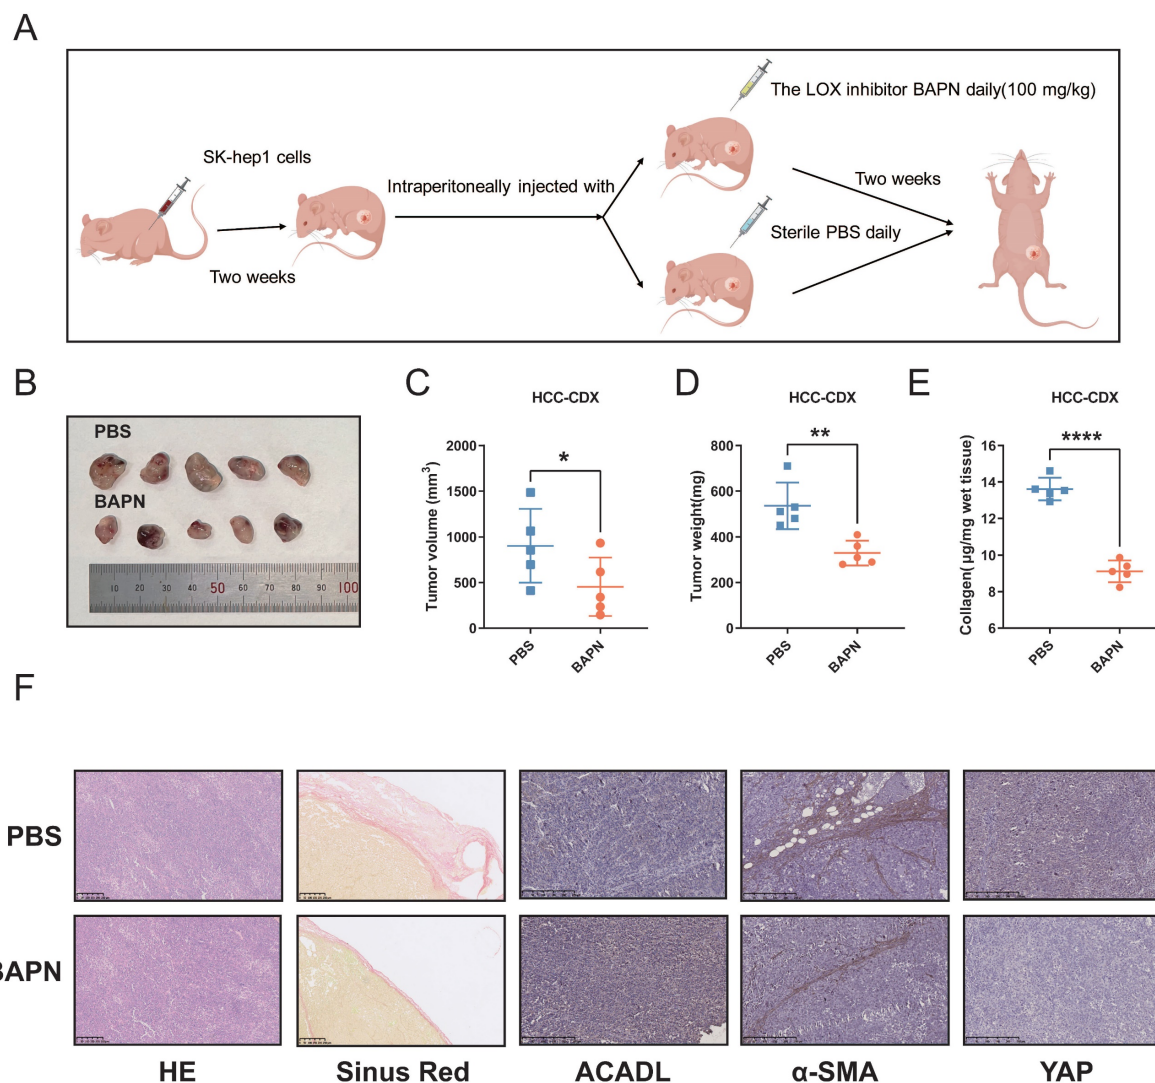 A
The LOX inhibitor BAPN daily(100 mg/kg)
SK-hep1 cells
Intraperitoneally injected with
Two weeks
Sterile PBS daily
Two weeks
B
PBS
BAPN
10 20 30 40 50 60 70 80 90 100
C
HCC-CDX
Tumor volume (mm³)
2000
1500
1000
500
0
*
PBS
BAPN
D
HCC-CDX
Tumor weight(mg)
800
600
400
200
0
**
PBS
BAPN
E
HCC-CDX
Collagen( μg/mg wet tissue)
16
14
12
10
8
6
****
PBS
BAPN
F
PBS
BAPN
HE
Sinus Red
ACADL
α-SMA
YAP